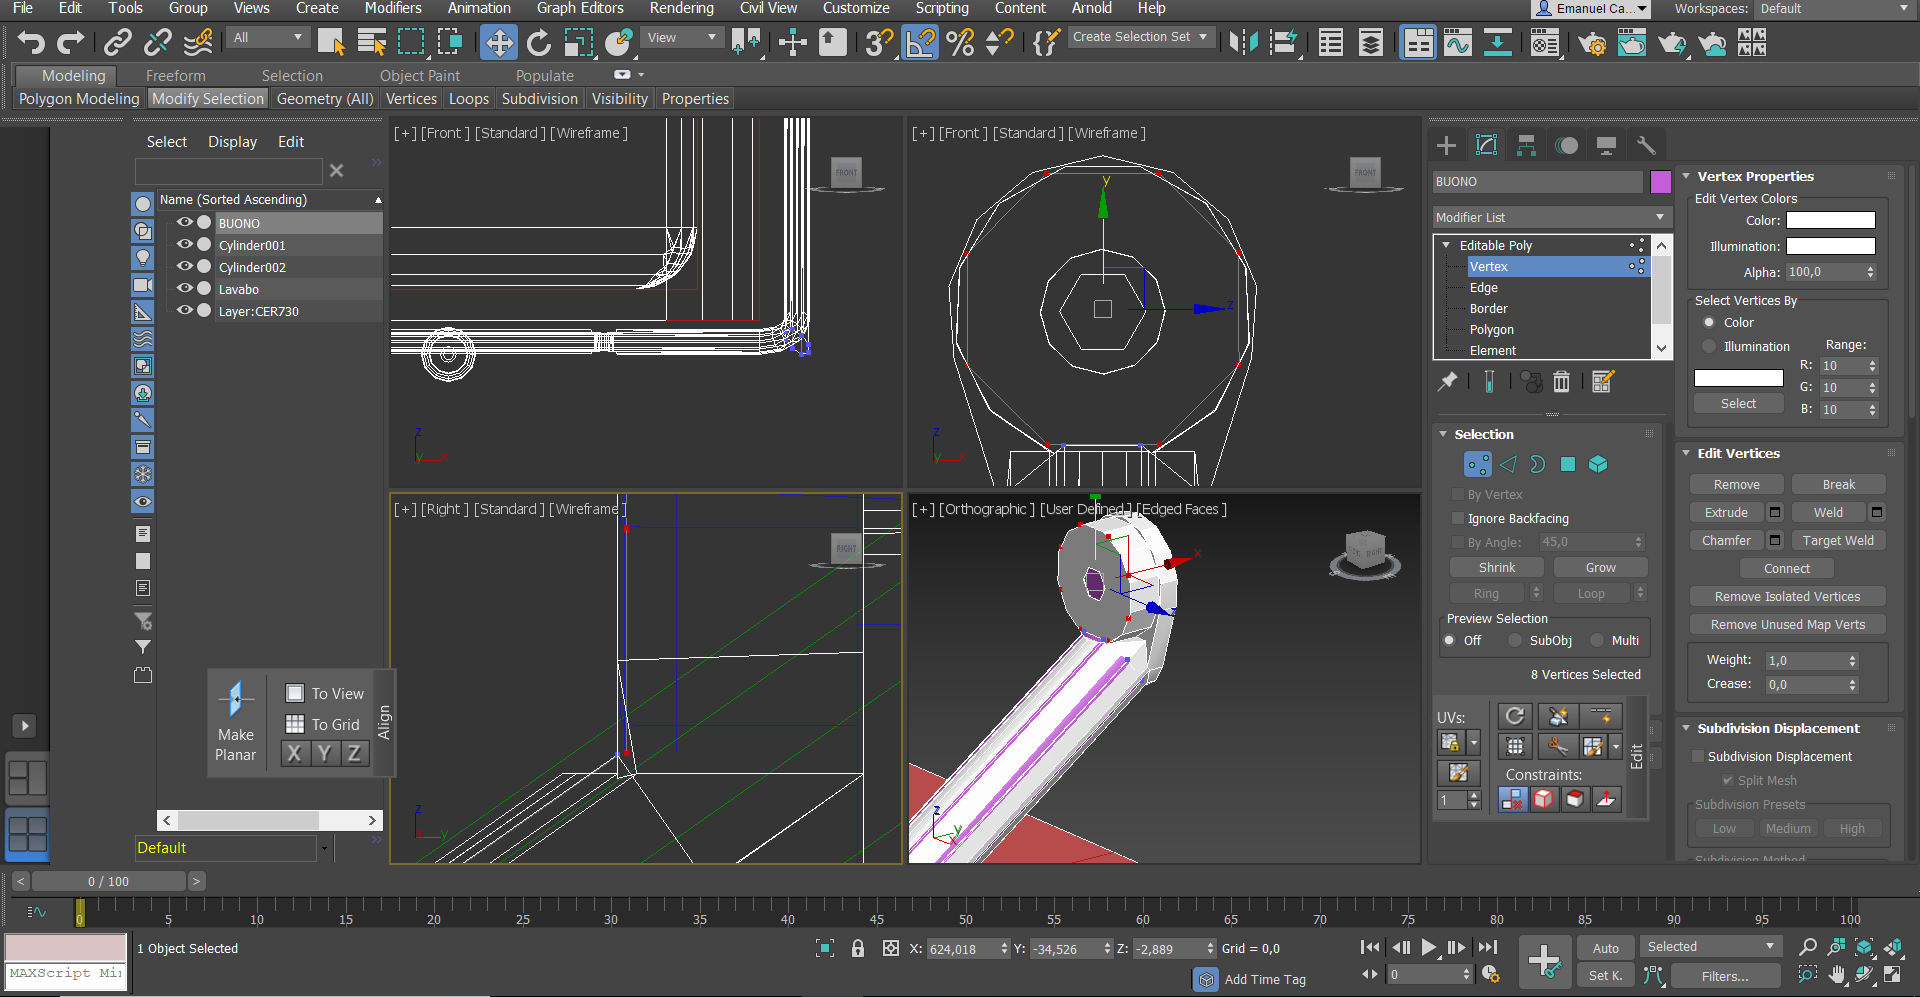 File Edit Tools Group Views Create Modifiers Animation Graph Editors Rendering Civil View Customize Scripting Content Arnold Help
Emanuel Ca...
Workspaces: Default
All
View
Create Selection Set
Modeling Freeform Selection Object Paint Populate
Polygon Modeling Modify Selection Geometry (All) Vertices Loops Subdivision Visibility Properties
Select Display Edit
Name (Sorted Ascending)
BUONO
Cylinder001
Cylinder002
Lavabo
Layer:CER730
Make Planar
To View
To Grid
X Y Z
Align
Default
[+] [Front ] [Standard ] [Wireframe ]
FRONT
z
y x
[+] [Front ] [Standard ] [Wireframe ]
FRONT
y
z
z
y x
[+] [Right ] [Standard ] [Wireframe ]
RIGHT
z
x y
[+] [Orthographic ] [User Defined ] [Edged Faces ]
RIGHT
x
z
z
y
x
BUONO
Modifier List
Editable Poly
Vertex
Edge
Border
Polygon
Element
Selection
By Vertex
Ignore Backfacing
By Angle: 45,0
Shrink Grow
Ring Loop
Preview Selection
Off SubObj Multi
8 Vertices Selected
UVs:
1
Constraints:
Edit
Vertex Properties
Edit Vertex Colors
Color:
Illumination:
Alpha: 100,0
Select Vertices By
Color
Illumination
Range:
R: 10
G: 10
B: 10
Select
Edit Vertices
Remove Break
Extrude Weld
Chamfer Target Weld
Connect
Remove Isolated Vertices
Remove Unused Map Verts
Weight: 1,0
Crease: 0,0
Subdivision Displacement
Subdivision Displacement
Split Mesh
Subdivision Presets
Low Medium High
Subdivision Method
< 0 / 100 >
0 5 10 15 20 25 30 35 40 45 50 55 60 65 70 75 80 85 90 95 100
MAXScript Mi
1 Object Selected
X: 624,018 Y: -34,526 Z: -2,889 Grid = 0,0
Add Time Tag
0
Auto Selected
Set K. Filters...